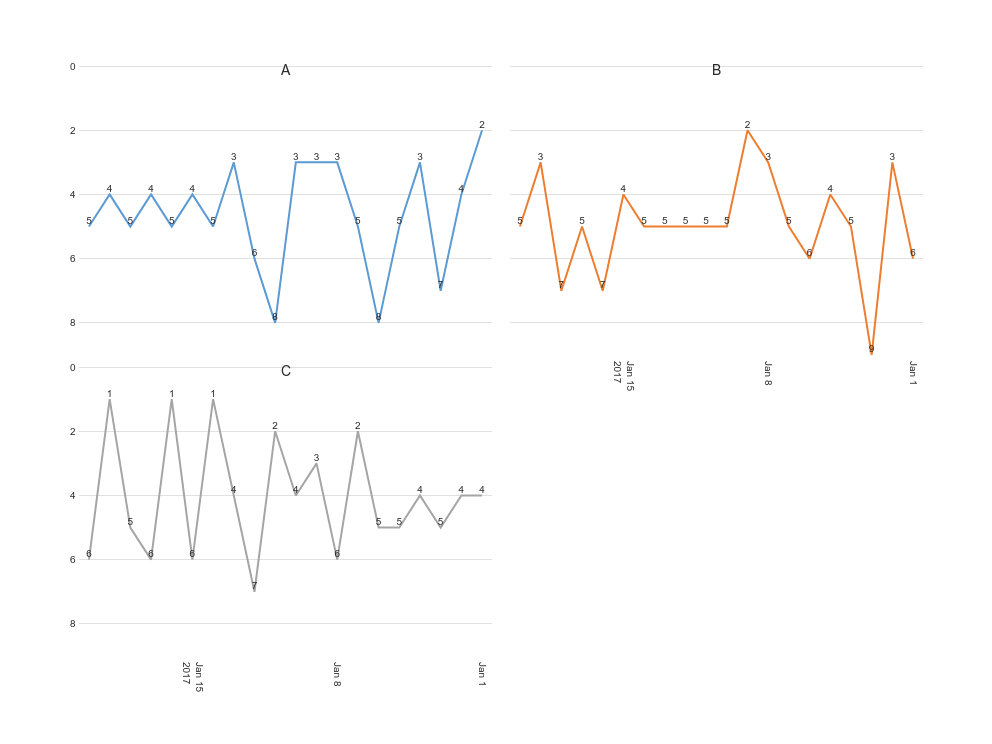 A
0
2
4
6
8
5 4 5 4 5 4 5 3 6 8 3 3 3 5 8 5 3 7 4 2
B
5 3 7 5 7 4 5 5 5 5 5 2 3 5 6 4 5 9 3 6
Jan 15
2017
Jan 8
Jan 1
C
0
2
4
6
8
6 1 5 6 1 6 1 4 7 2 4 3 6 2 5 5 4 5 4 4
Jan 15
2017
Jan 8
Jan 1